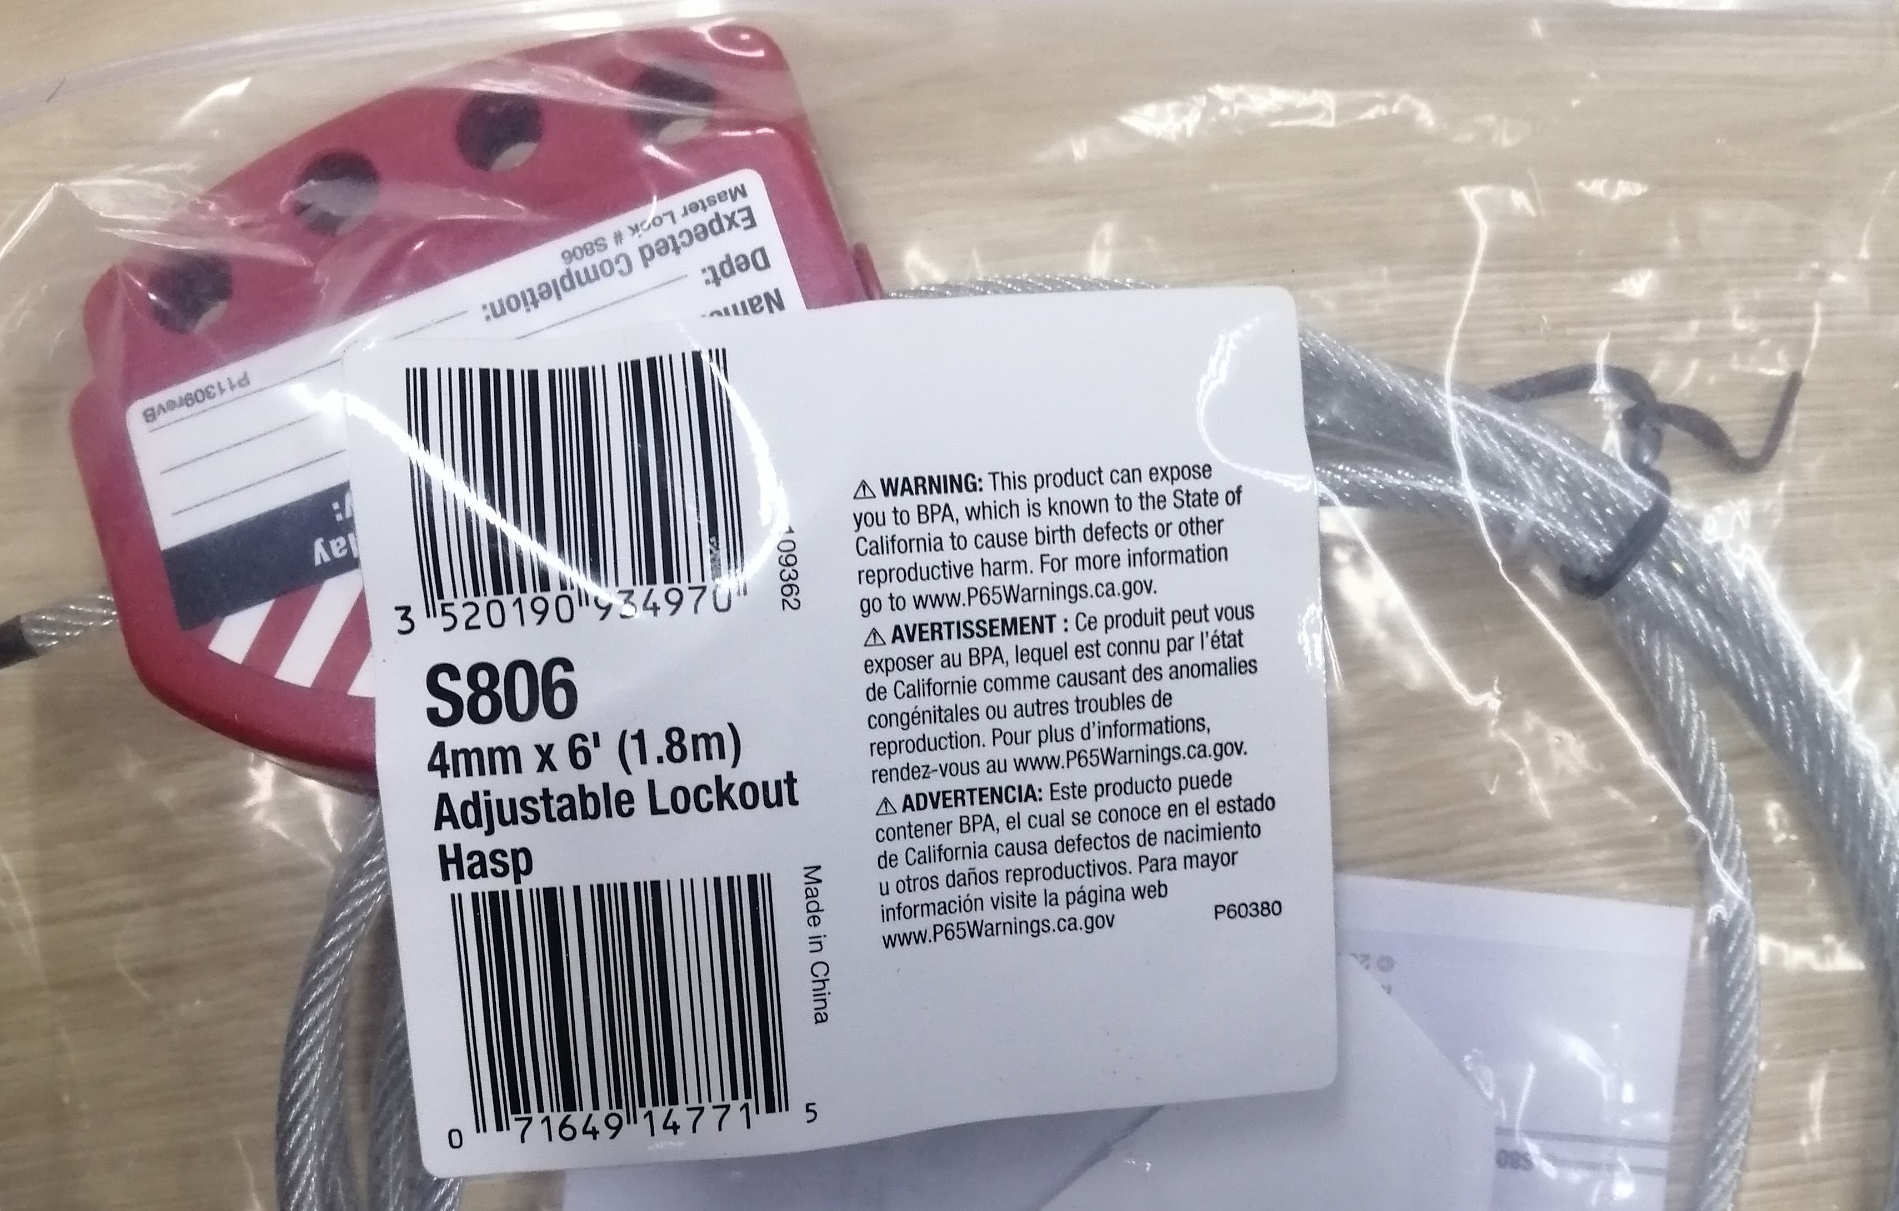 Master Lock # S806
Expected Completion:
Dept:
P11309revB
3 520190 934970
109362
S806
4mm x 6' (1.8m)
Adjustable Lockout
Hasp
0 71649 14771 5
Made in China
⚠ WARNING: This product can expose
you to BPA, which is known to the State of
California to cause birth defects or other
reproductive harm. For more information
go to www.P65Warnings.ca.gov.
⚠ AVERTISSEMENT : Ce produit peut vous
exposer au BPA, lequel est connu par l'état
de Californie comme causant des anomalies
congénitales ou autres troubles de
reproduction. Pour plus d'informations,
rendez-vous au www.P65Warnings.ca.gov.
⚠ ADVERTENCIA: Este producto puede
contener BPA, el cual se conoce en el estado
de California causa defectos de nacimiento
u otros daños reproductivos. Para mayor
información visite la página web
www.P65Warnings.ca.gov
P60380